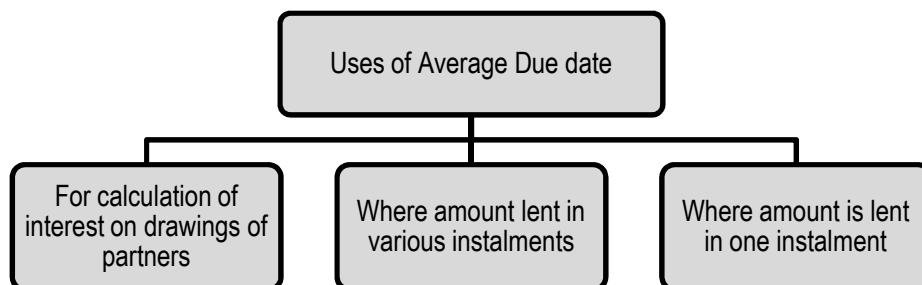 Uses of Average Due date
For calculation of
interest on drawings of
partners
Where amount lent in
various instalments
Where amount is lent
in one instalment